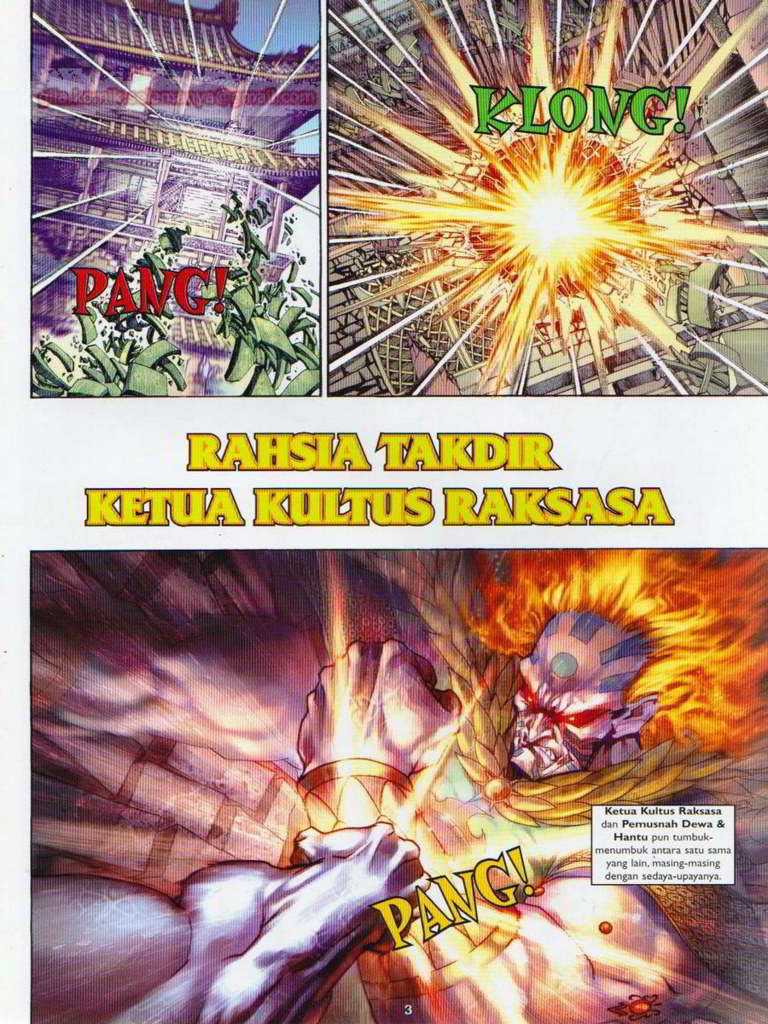 PANG!
KLONG!
RAHSIA TAKDIR
KETUA KULTUS RAKSASA
Ketua Kultus Raksasa
dan Pemusnah Dewa &
Hantu pun tumbuk-
menumbuk antara satu sama
yang lain, masing-masing
dengan sedaya-upayanya.
PANG!
3